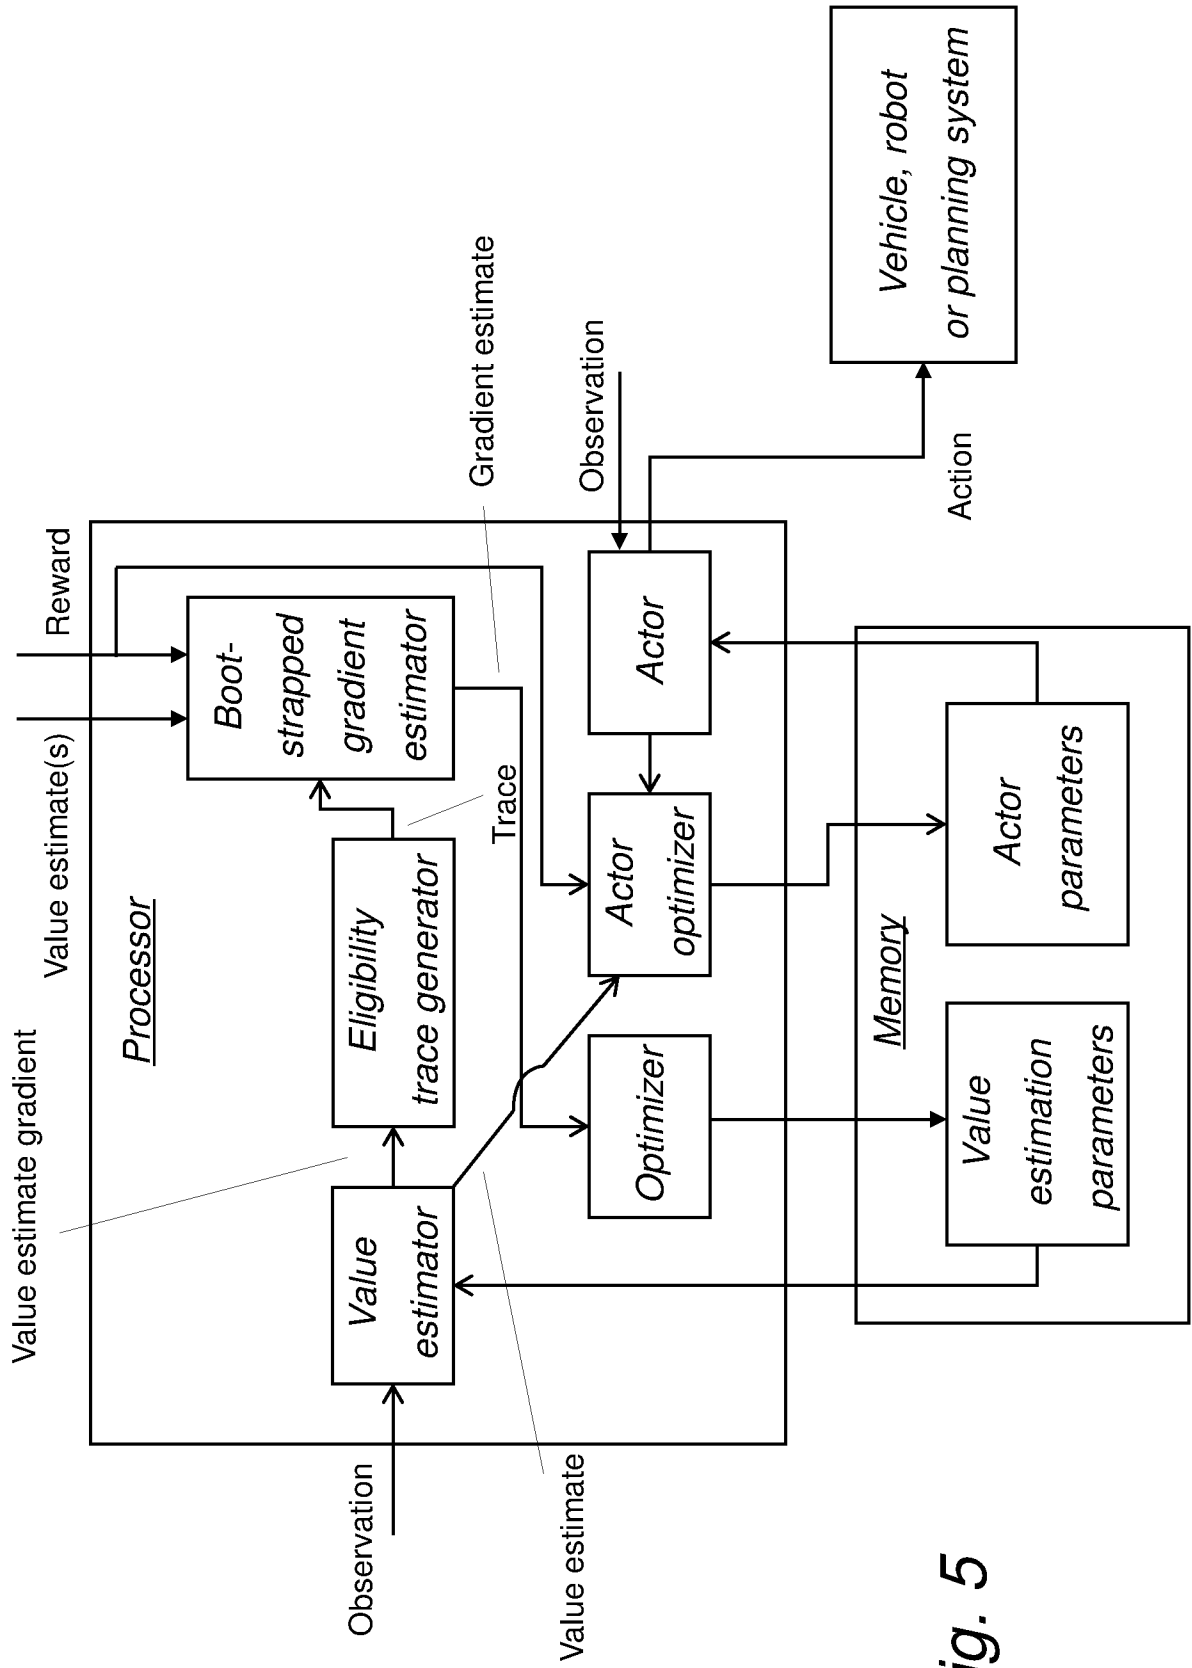 Value estimate gradient
Value estimate(s)
Reward
Processor
Observation
Value
estimator
Eligibility
trace generator
Boot-
strapped
gradient
estimator
Trace
Gradient estimate
Value estimate
Optimizer
Actor
optimizer
Actor
Observation
Action
Vehicle, robot
or planning system
Memory
Value
estimation
parameters
Actor
parameters
ig. 5